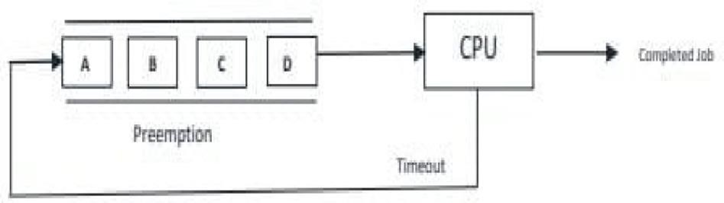 A B C D
CPU
Completed Job
Preemption
Timeout